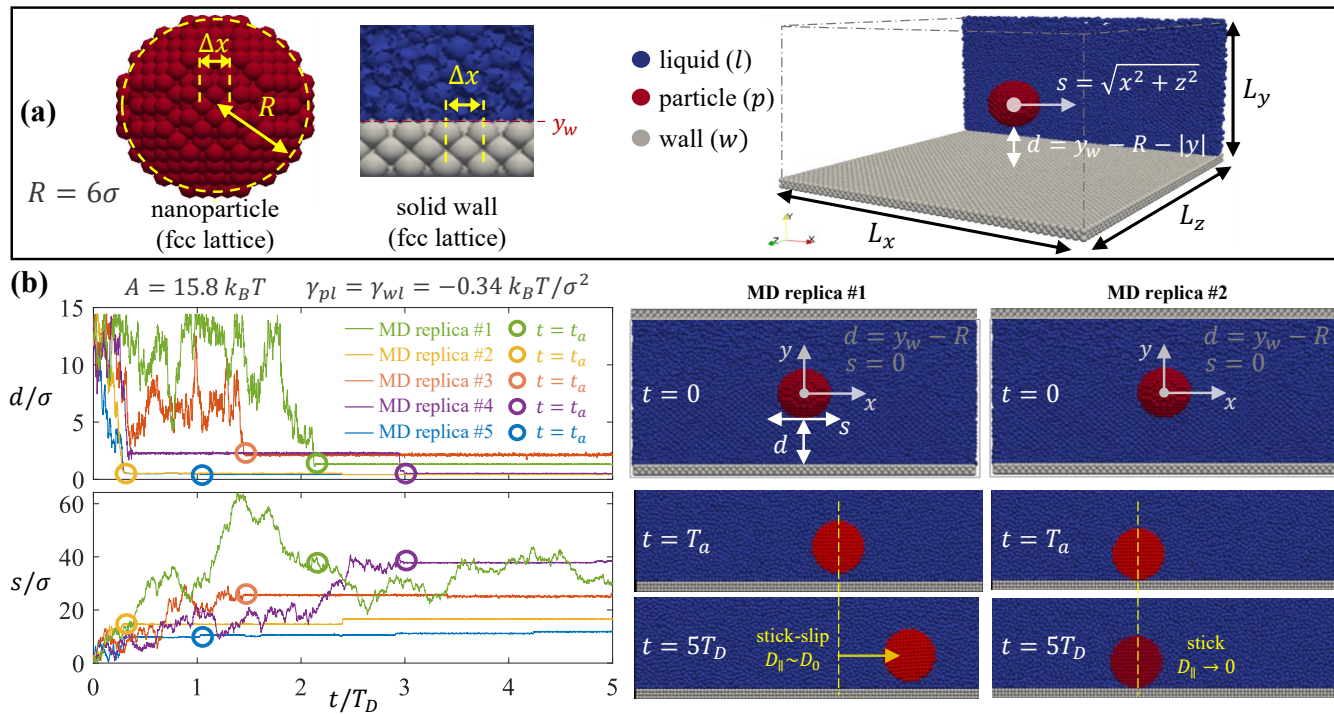 (a)
Δx
R
R = 6σ
nanoparticle
(fcc lattice)
Δx
y_w
solid wall
(fcc lattice)
liquid (l)
particle (p)
wall (w)
s = √x² + z²
d = y_w − R − |y|
L_x
L_y
L_z
Y
Z
X
(b)
A = 15.8 k_BT
γ_pl = γ_wl = −0.34 k_BT/σ²
15
10
5
0
d/σ
MD replica #1 t = t_a
MD replica #2 t = t_a
MD replica #3 t = t_a
MD replica #4 t = t_a
MD replica #5 t = t_a
60
40
20
0
s/σ
0 1 2 3 4 5
t/T_D
MD replica #1
t = 0
d = y_w − R
s = 0
y
x
s
d
t = T_a
t = 5T_D
stick-slip
D_∥~D_0
MD replica #2
t = 0
d = y_w − R
s = 0
y
x
t = T_a
t = 5T_D
stick
D_∥ → 0